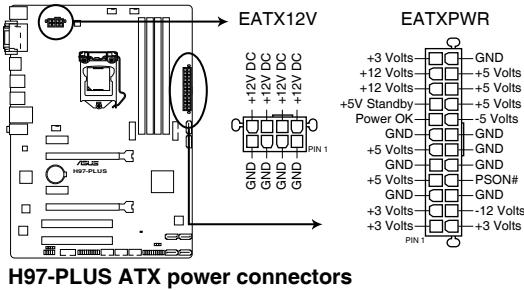 EATX12V
EATXPWR
+12V DC
+12V DC
+12V DC
+12V DC
PIN 1
GND
GND
GND
GND
+3 Volts
GND
+12 Volts
+5 Volts
+12 Volts
+5 Volts
+5V Standby
+5 Volts
Power OK
-5 Volts
GND
GND
+5 Volts
GND
GND
GND
+5 Volts
PSON#
GND
GND
+3 Volts
-12 Volts
+3 Volts
+3 Volts
PIN 1
ASUS
H97-PLUS
H97-PLUS ATX power connectors